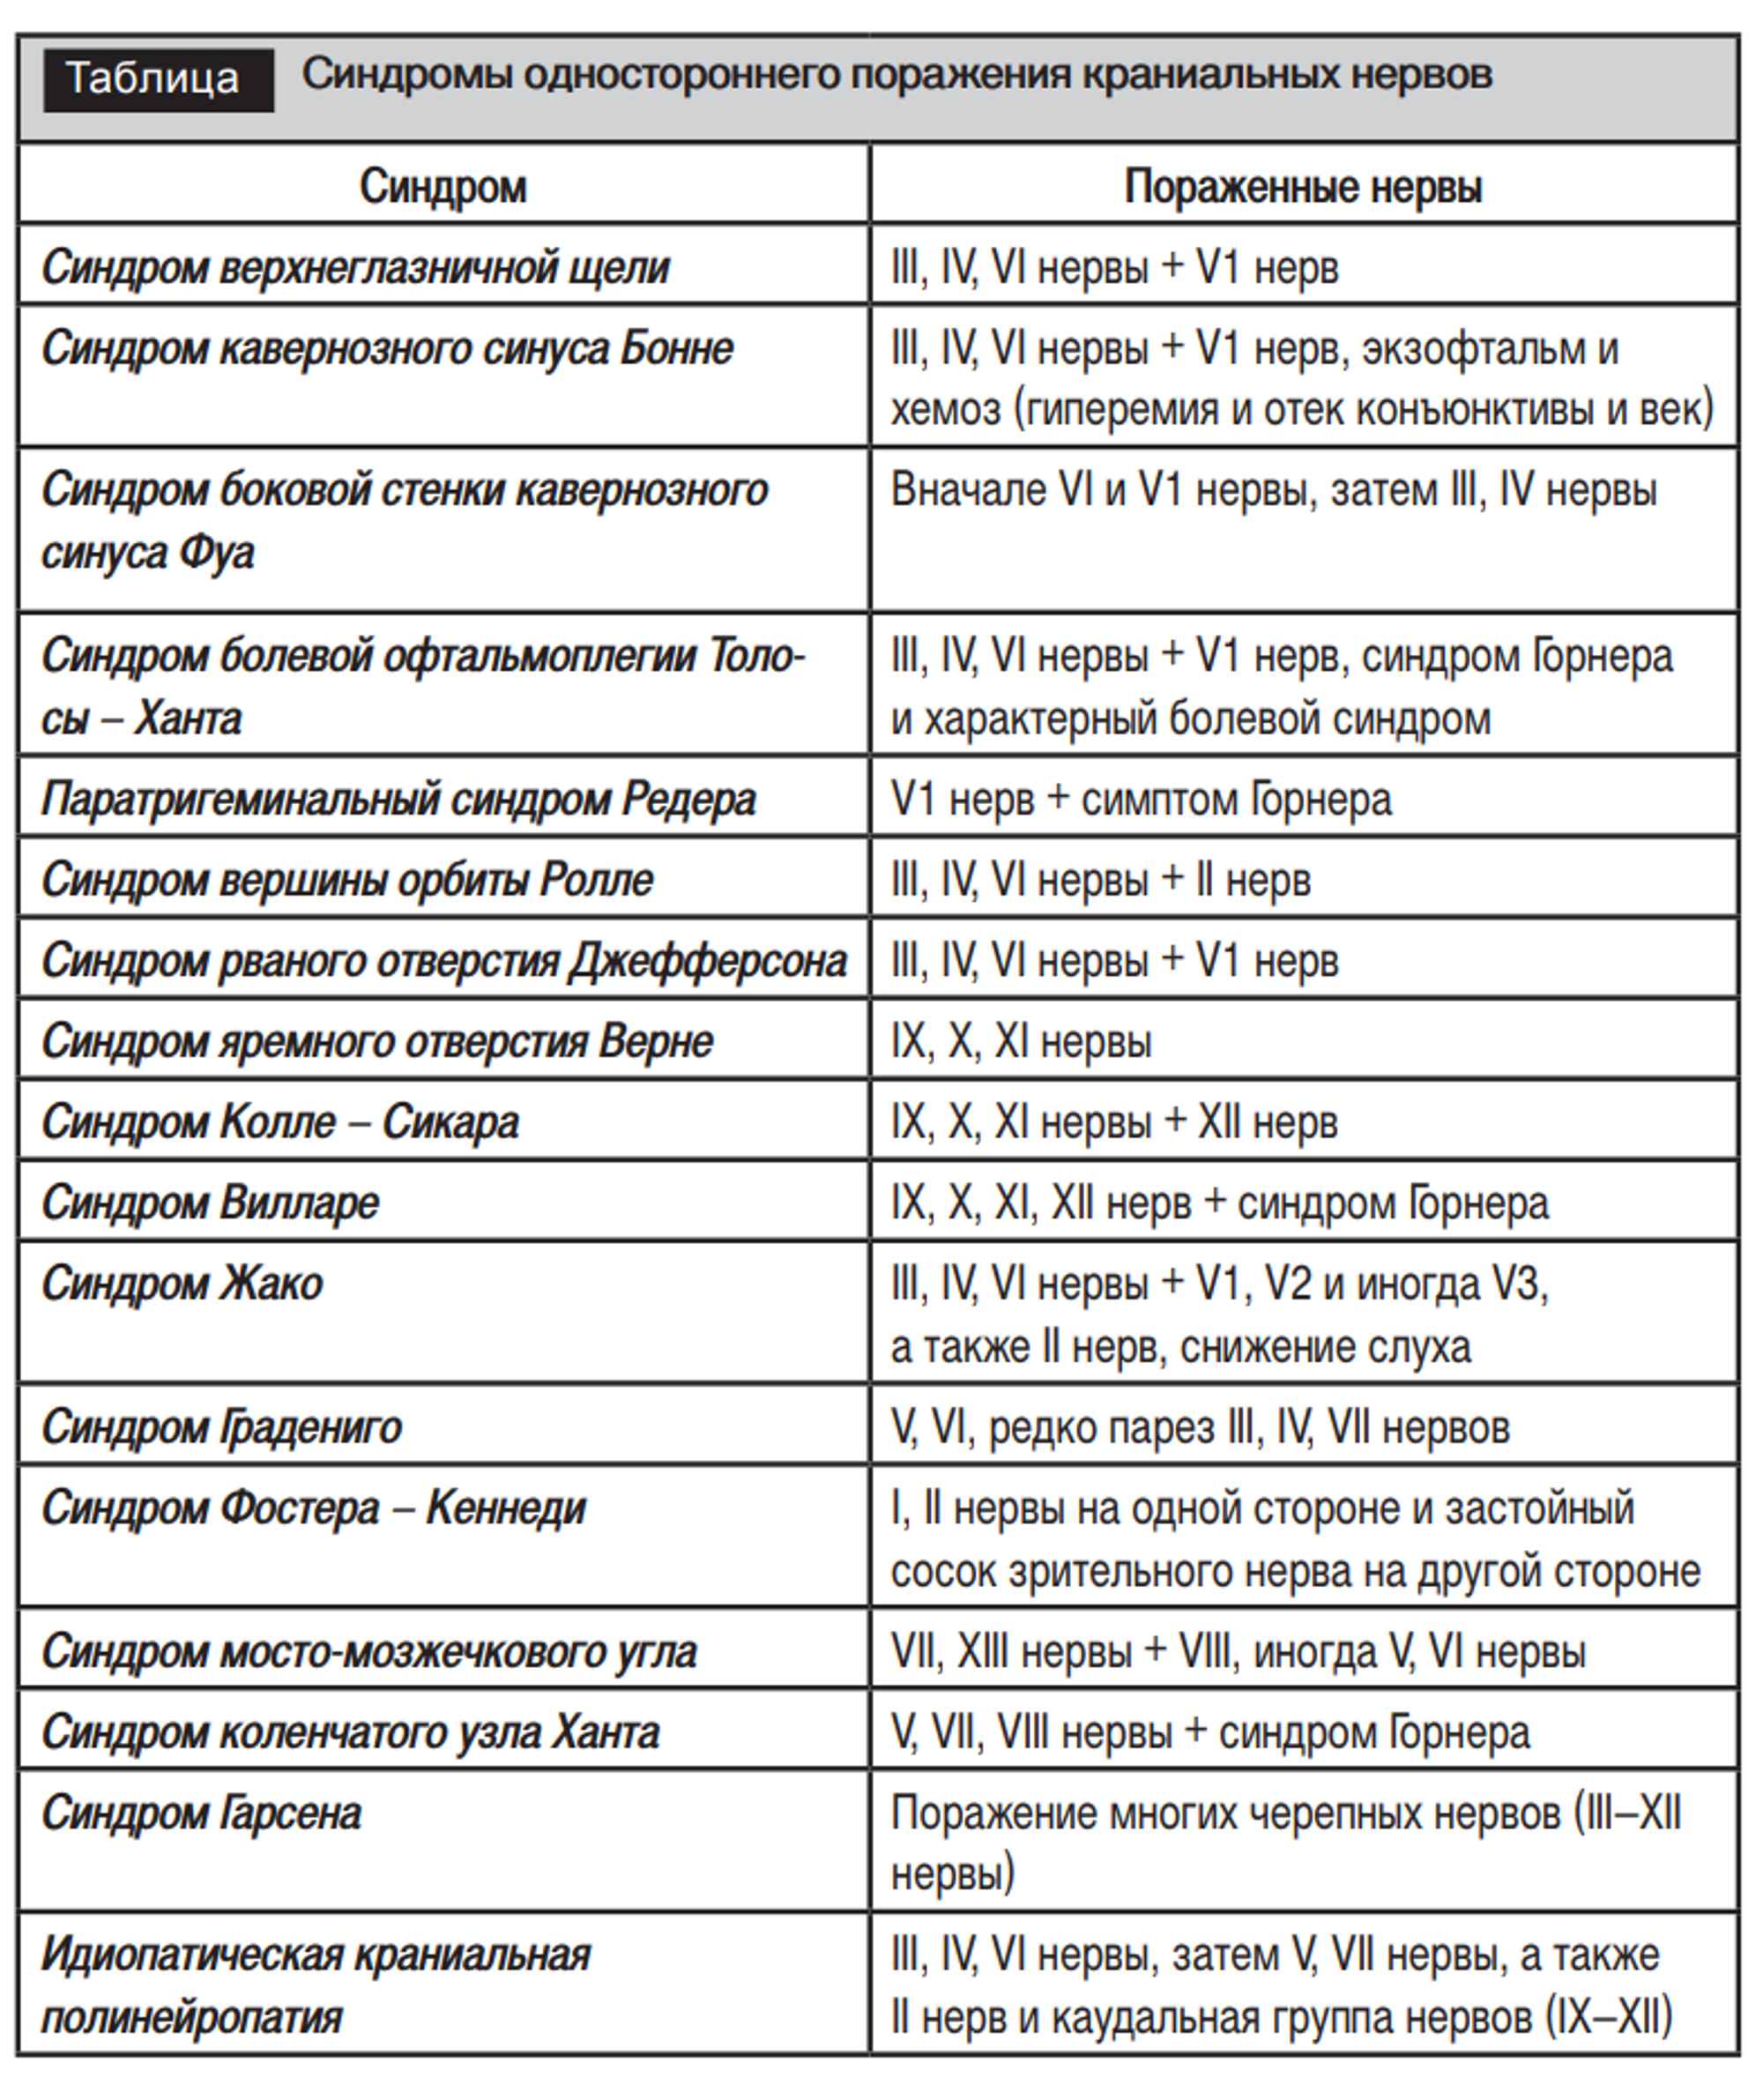 Таблица Синдромы одностороннего поражения краниальных нервов
Синдром Пораженные нервы
Синдром верхнеглазничной щели III, IV, VI нервы + V1 нерв
Синдром кавернозного синуса Бонне III, IV, VI нервы + V1 нерв, экзофтальм и
хемоз (гиперемия и отек конъюнктивы и век)
Синдром боковой стенки кавернозного Вначале VI и V1 нервы, затем III, IV нервы
синуса Фуа
Синдром болевой офтальмоплегии Толо- III, IV, VI нервы + V1 нерв, синдром Горнера
сы – Ханта и характерный болевой синдром
Паратригеминальный синдром Редера V1 нерв + симптом Горнера
Синдром вершины орбиты Ролле III, IV, VI нервы + II нерв
Синдром рваного отверстия Джефферсона III, IV, VI нервы + V1 нерв
Синдром яремного отверстия Верне IX, X, XI нервы
Синдром Колле – Сикара IX, X, XI нервы + XII нерв
Синдром Вилларе IX, X, XI, XII нерв + синдром Горнера
Синдром Жако III, IV, VI нервы + V1, V2 и иногда V3,
а также II нерв, снижение слуха
Синдром Градениго V, VI, редко парез III, IV, VII нервов
Синдром Фостера – Кеннеди I, II нервы на одной стороне и застойный
сосок зрительного нерва на другой стороне
Синдром мосто-мозжечкового угла VII, XIII нервы + VIII, иногда V, VI нервы
Синдром коленчатого узла Ханта V, VII, VIII нервы + синдром Горнера
Синдром Гарсена Поражение многих черепных нервов (III–XII
нервы)
Идиопатическая краниальная III, IV, VI нервы, затем V, VII нервы, а также
полинейропатия II нерв и каудальная группа нервов (IX–XII)